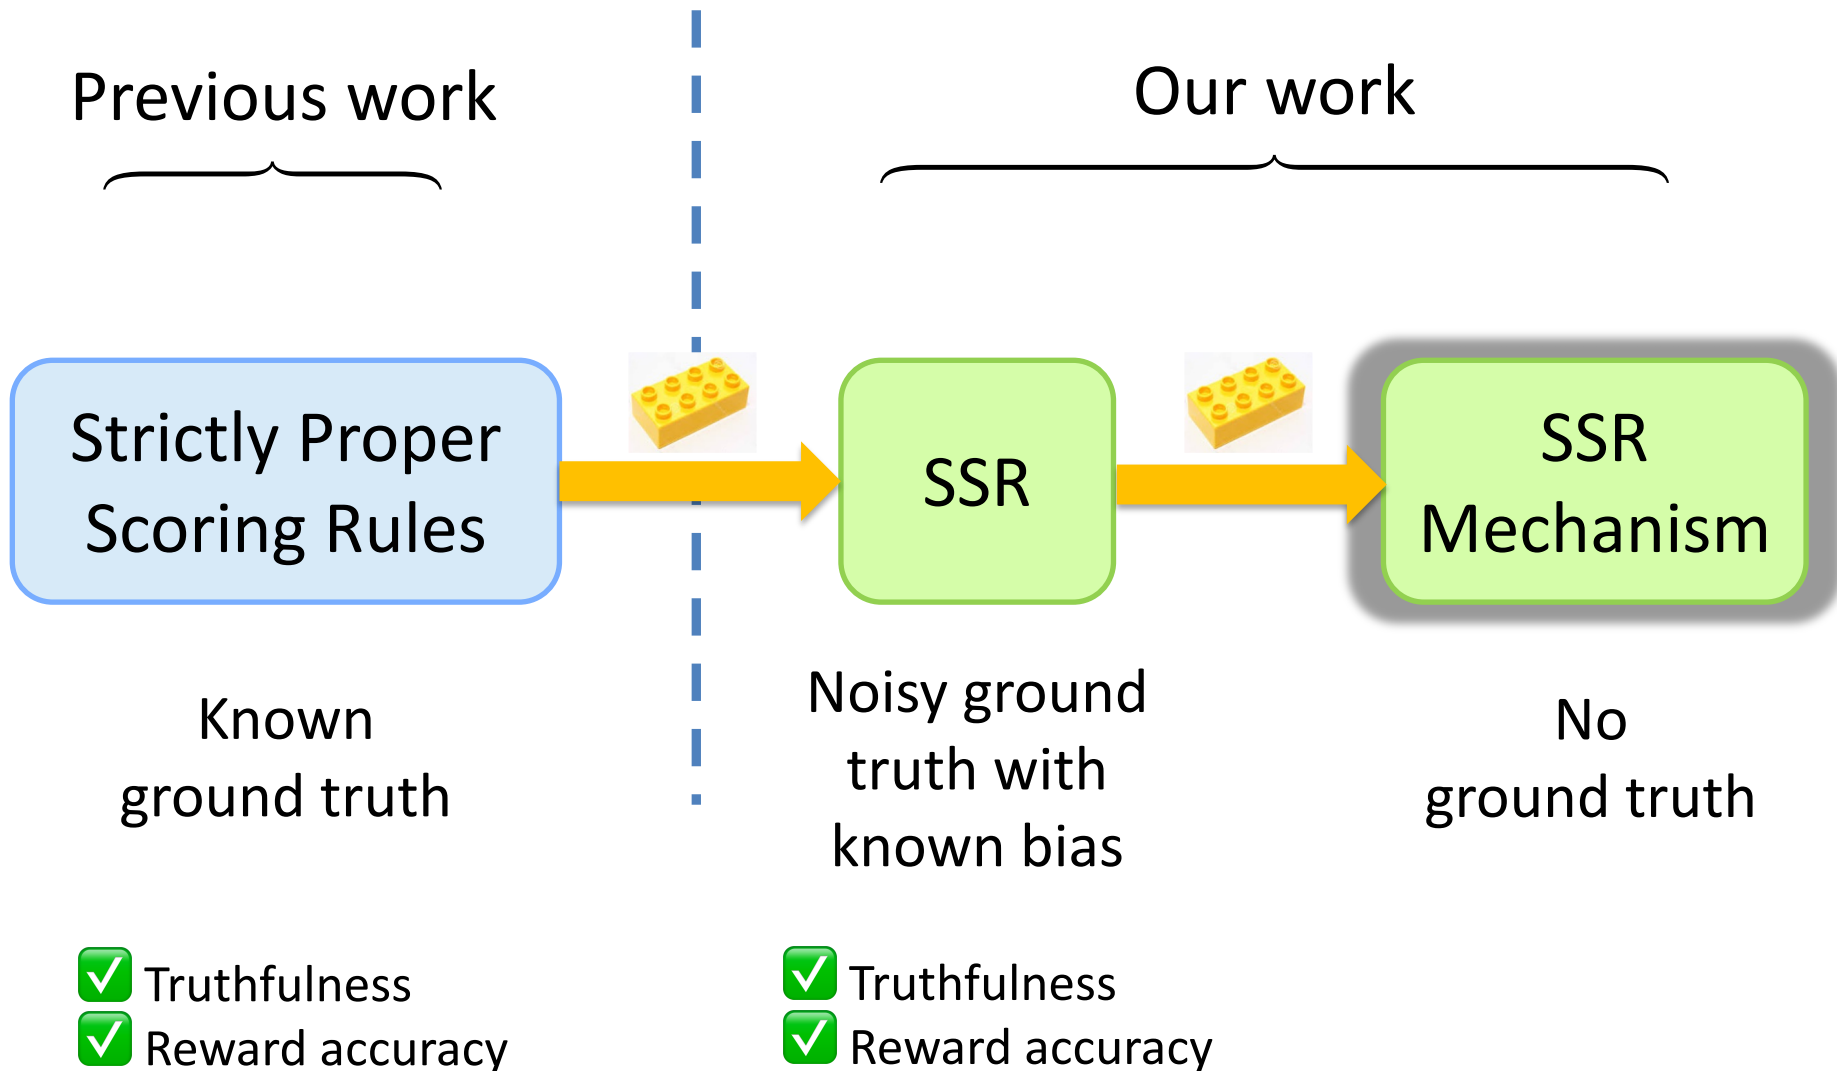 Previous work
Our work
Strictly Proper
Scoring Rules
SSR
SSR
Mechanism
Known
ground truth
Noisy ground
truth with
known bias
No
ground truth
Truthfulness
Reward accuracy
Truthfulness
Reward accuracy